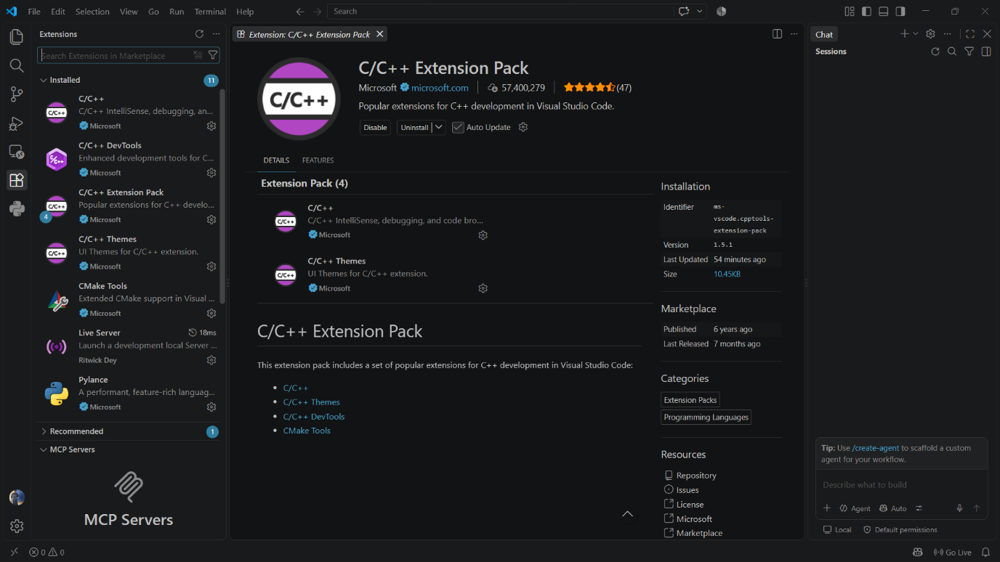 File Edit Selection View Go Run Terminal Help
Search
Extensions
Search Extensions in Marketplace
Installed 11
C/C++
C/C++ IntelliSense, debugging, an...
Microsoft
C/C++ DevTools
Enhanced development tools for C...
Microsoft
C/C++ Extension Pack
Popular extensions for C++ develo...
4
Microsoft
C/C++ Themes
UI Themes for C/C++ extension.
Microsoft
CMake Tools
Extended CMake support in Visual ...
Microsoft
Live Server 18ms
Launch a development local Server ...
Ritwick Dey
Pylance
A performant, feature-rich languag...
Microsoft
Recommended 1
MCP Servers
MCP Servers
Extension: C/C++ Extension Pack
C/C++
C/C++ Extension Pack
Microsoft microsoft.com 57,400,279 (47)
Popular extensions for C++ development in Visual Studio Code.
Disable Uninstall Auto Update
DETAILS FEATURES
Extension Pack (4)
C/C++
C/C++ IntelliSense, debugging, and code bro...
Microsoft
C/C++ Themes
UI Themes for C/C++ extension.
Microsoft
C/C++ Extension Pack
This extension pack includes a set of popular extensions for C++ development in Visual Studio Code:
C/C++
C/C++ Themes
C/C++ DevTools
CMake Tools
Installation
Identifier ms-
vscode.cpptools-
extension-pack
Version 1.5.1
Last Updated 54 minutes ago
Size 10.45KB
Marketplace
Published 6 years ago
Last Released 7 months ago
Categories
Extension Packs
Programming Languages
Resources
Repository
Issues
License
Microsoft
Marketplace
Chat
Sessions
Tip: Use /create-agent to scaffold a custom
agent for your workflow.
Describe what to build
Agent Auto
Local Default permissions
0 0
Go Live